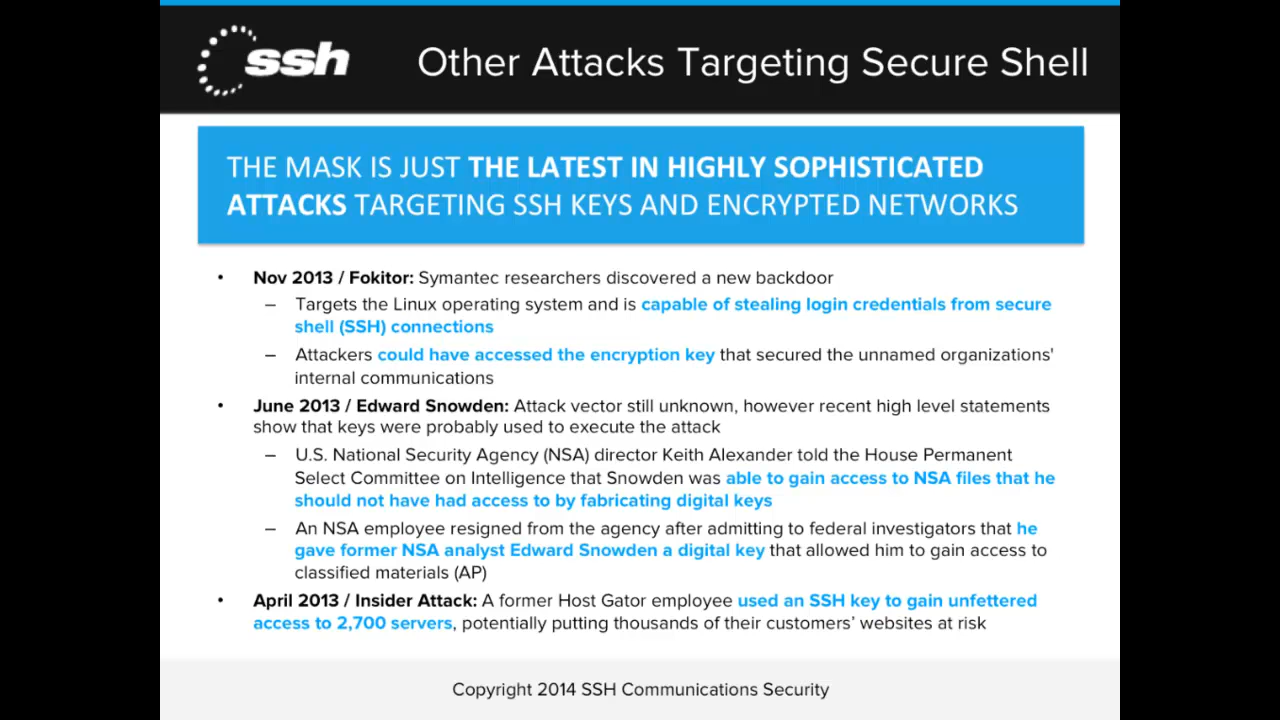 ssh
Other Attacks Targeting Secure Shell
THE MASK IS JUST THE LATEST IN HIGHLY SOPHISTICATED
ATTACKS TARGETING SSH KEYS AND ENCRYPTED NETWORKS
• Nov 2013 / Fokitor: Symantec researchers discovered a new backdoor
– Targets the Linux operating system and is capable of stealing login credentials from secure
shell (SSH) connections
– Attackers could have accessed the encryption key that secured the unnamed organizations'
internal communications
• June 2013 / Edward Snowden: Attack vector still unknown, however recent high level statements
show that keys were probably used to execute the attack
– U.S. National Security Agency (NSA) director Keith Alexander told the House Permanent
Select Committee on Intelligence that Snowden was able to gain access to NSA files that he
should not have had access to by fabricating digital keys
– An NSA employee resigned from the agency after admitting to federal investigators that he
gave former NSA analyst Edward Snowden a digital key that allowed him to gain access to
classified materials (AP)
• April 2013 / Insider Attack: A former Host Gator employee used an SSH key to gain unfettered
access to 2,700 servers, potentially putting thousands of their customers’ websites at risk
Copyright 2014 SSH Communications Security